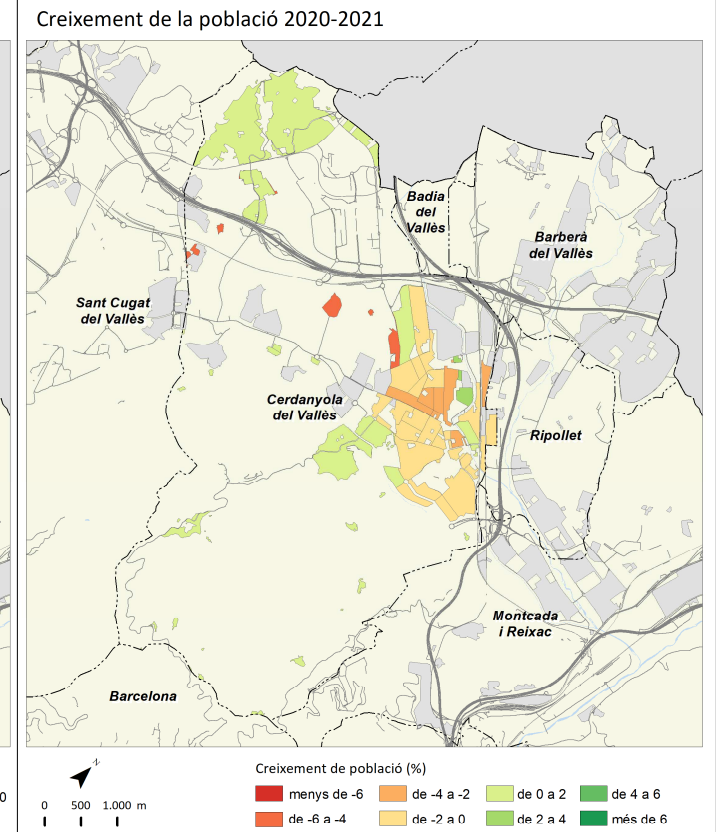 Creixement de la població 2020-2021
Badia
del
Vallès
Barberà
del Vallès
Sant Cugat
del Vallès
Cerdanyola
del Vallès
Ripollet
Montcada
i Reixac
Barcelona
N
0
0 500 1.000 m
Creixement de població (%)
menys de -6
de -4 a -2
de 0 a 2
de 4 a 6
de -6 a -4
de -2 a 0
de 2 a 4
més de 6